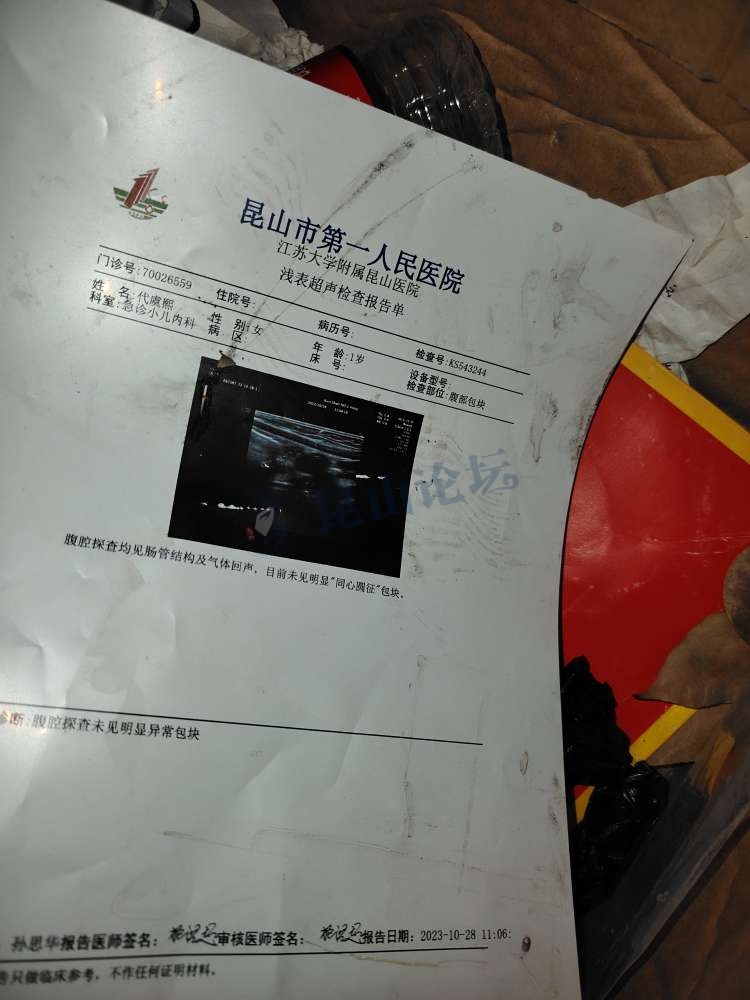 昆山市第一人民医院
江苏大学附属昆山医院
浅表超声检查报告单
门诊号:70026559 住院号: 病历号: 检查号:KS543244
姓 名:代虞熙 性 别:女 年 龄:1岁 设备型号:
科室:急诊小儿内科 病 区: 床 号: 检查部位:腹部包块
昆山论坛
腹腔探查均见肠管结构及气体回声，目前未见明显"同心圆征"包块。
诊断:腹腔探查未见明显异常包块
孙思华报告医师签名: 审核医师签名: 报告日期: 2023-10-28 11:06:
告只做临床参考，不作任何证明材料。